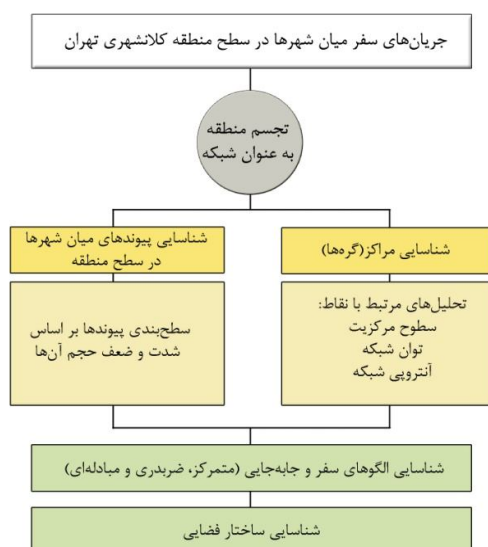 جریان‌های سفر میان شهرها در سطح منطقه کلانشهری تهران
تجسم منطقه
به عنوان شبکه
شناسایی مراکز(گره‌ها)
تحلیل‌های مرتبط با نقاط:
سطوح مرکزیت
توان شبکه
آنتروپی شبکه
شناسایی پیوندهای میان شهرها
در سطح منطقه
سطح‌بندی پیوندها بر اساس
شدت و ضعف حجم آن‌ها
شناسایی الگوهای سفر و جابه‌جایی (متمرکز، ضربدری و مبادله‌ای)
شناسایی ساختار فضایی